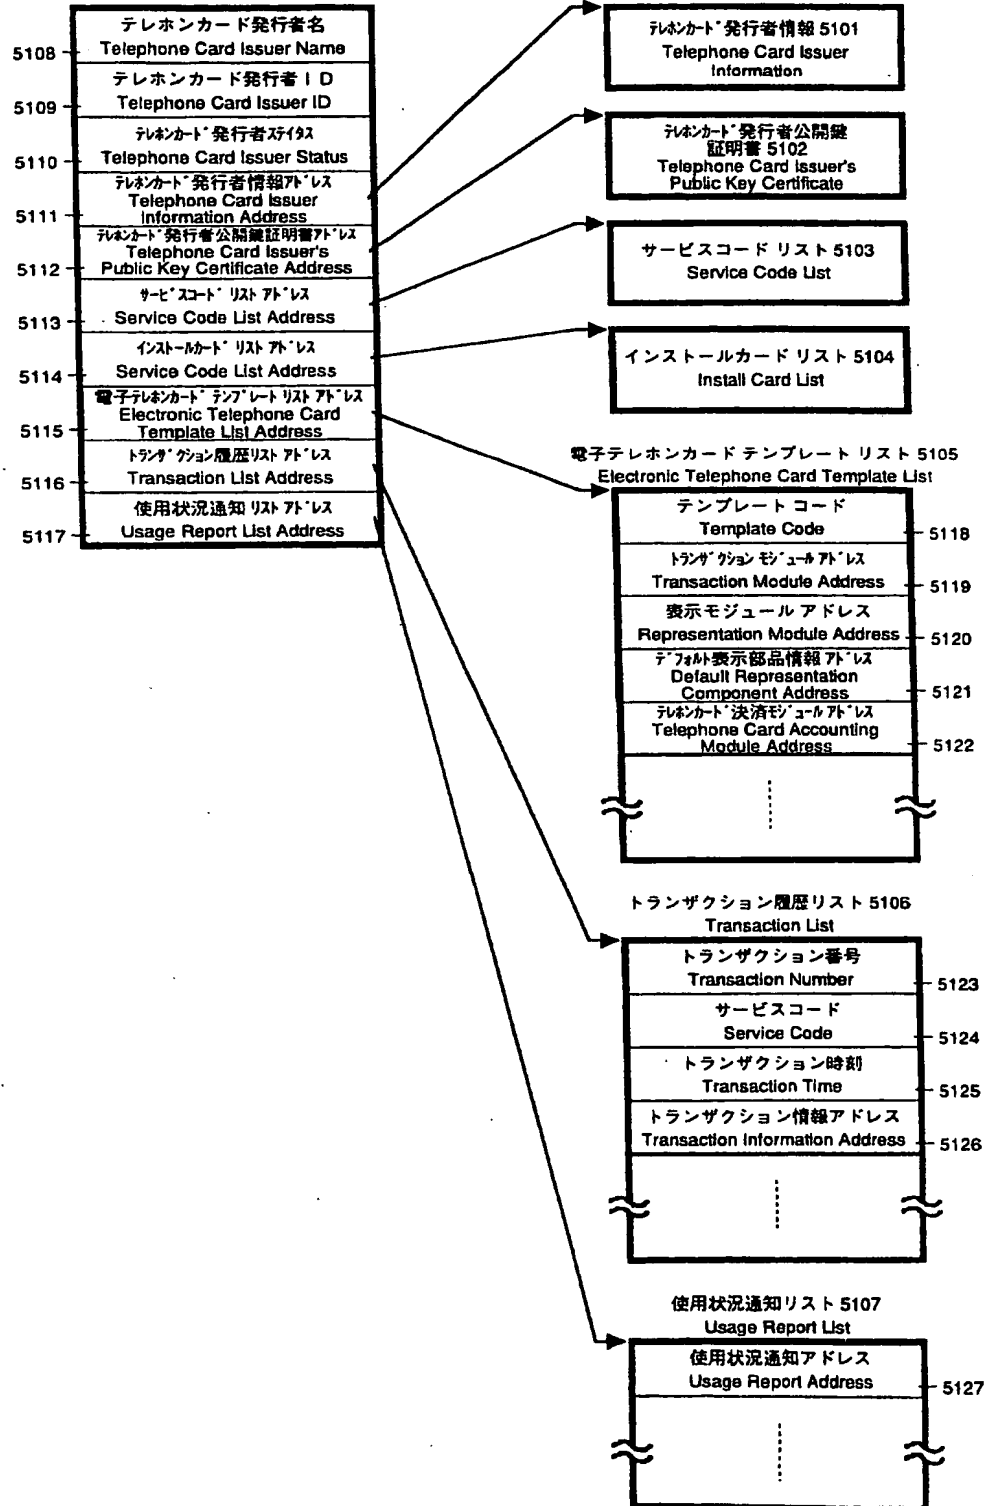 テレホンカード発行者名
Telephone Card Issuer Name
5108
テレホンカード発行者ID
Telephone Card Issuer ID
5109
テレホンカード発行者ステイタス
Telephone Card Issuer Status
5110
テレホンカード発行者情報アドレス
Telephone Card Issuer
Information Address
5111
テレホンカード発行者公開鍵証明書アドレス
Telephone Card Issuer's
Public Key Certificate Address
5112
サービスコード リスト アドレス
Service Code List Address
5113
インストールカード リスト アドレス
Service Code List Address
5114
電子テレホンカード テンプレート リスト アドレス
Electronic Telephone Card
Template List Address
5115
トランザクション履歴リスト アドレス
Transaction List Address
5116
使用状況通知 リスト アドレス
Usage Report List Address
5117
テレホンカード発行者情報 5101
Telephone Card Issuer
Information
テレホンカード発行者公開鍵
証明書 5102
Telephone Card Issuer's
Public Key Certificate
サービスコード リスト 5103
Service Code List
インストールカード リスト 5104
Install Card List
電子テレホンカード テンプレート リスト 5105
Electronic Telephone Card Template List
テンプレート コード
Template Code
5118
トランザクション モジュール アドレス
Transaction Module Address
5119
表示モジュール アドレス
Representation Module Address
5120
デフォルト表示部品情報 アドレス
Default Representation
Component Address
5121
テレホンカード決済モジュール アドレス
Telephone Card Accounting
Module Address
5122
トランザクション履歴リスト 5106
Transaction List
トランザクション番号
Transaction Number
5123
サービスコード
Service Code
5124
トランザクション時刻
Transaction Time
5125
トランザクション情報アドレス
Transaction Information Address
5126
使用状況通知リスト 5107
Usage Report List
使用状況通知アドレス
Usage Report Address
5127